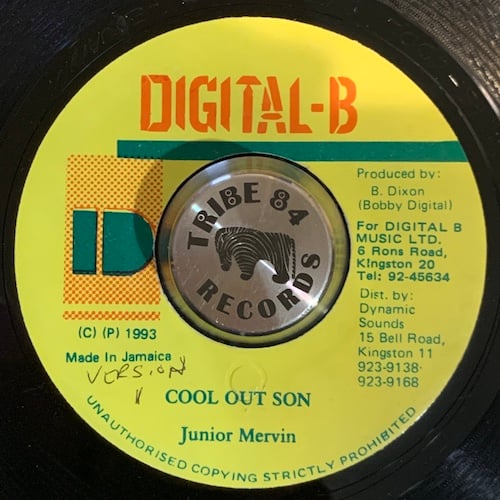 DIGITAL-B
Produced by:
B. Dixon
(Bobby Digital)
For DIGITAL B
MUSIC LTD.
6 Rons Road,
KIngston 20
Tel: 92-45634
Dist. by:
Dynamic
Sounds
15 Bell Road,
Kingston 11
923-9138-
923-9168
TRIBE 84
RECORDS
D
(C) (P) 1993
Made In Jamaica
VERSION
COOL OUT SON
Junior Mervin
UNAUTHORISED COPYING STRICTLY PROHIBITED